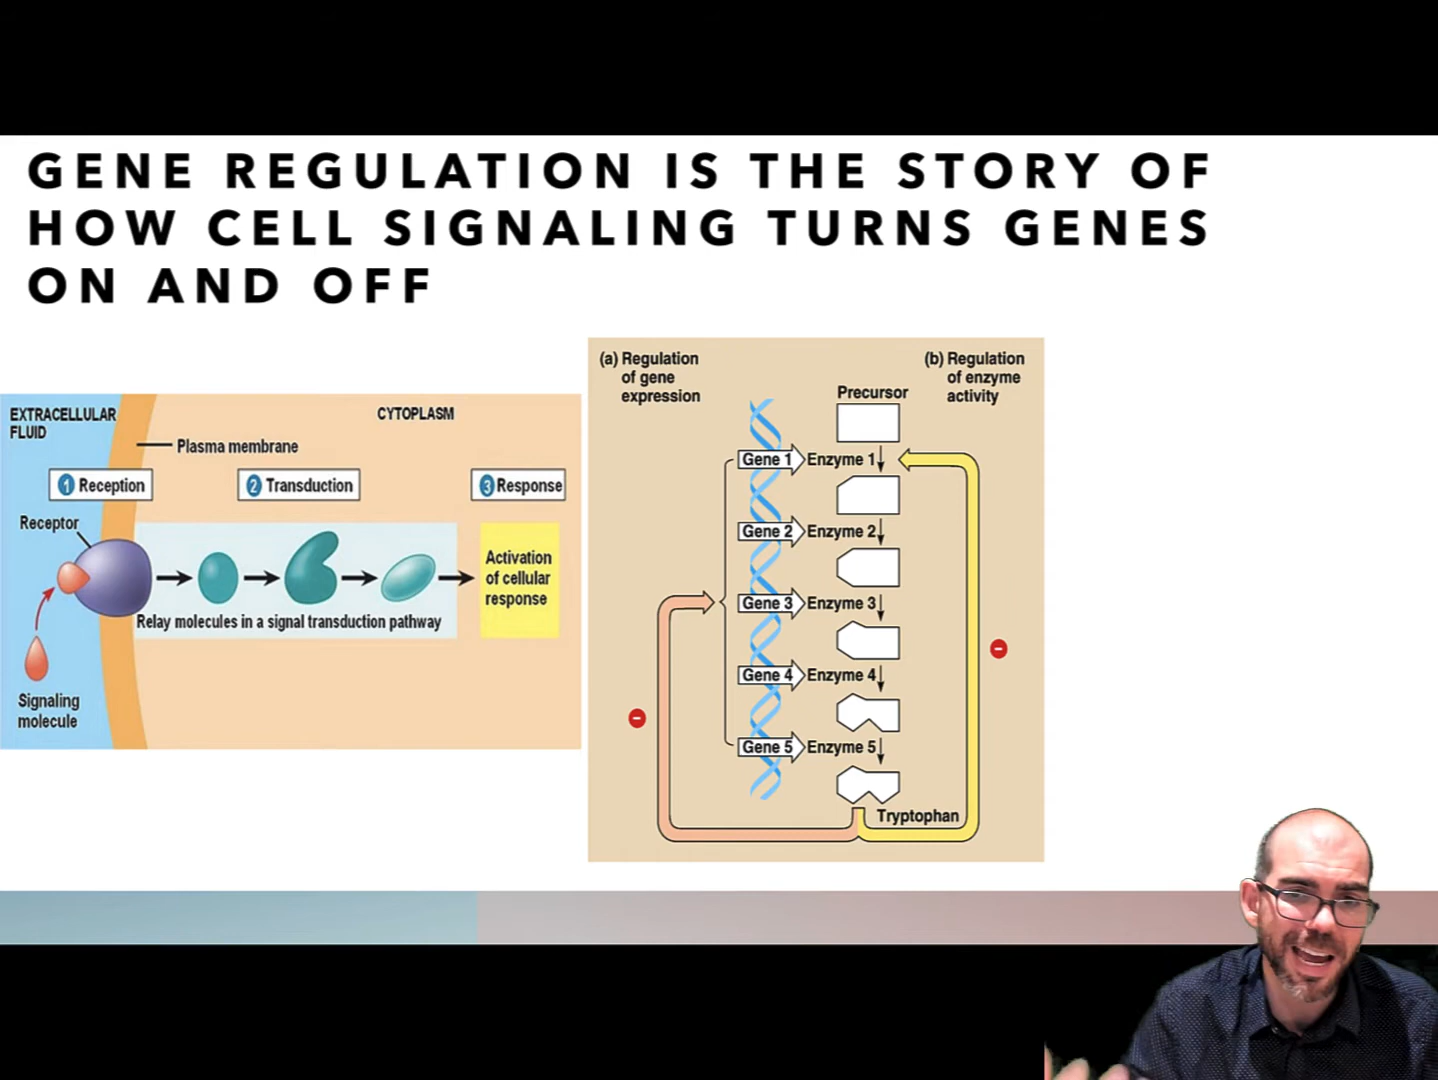 GENE REGULATION IS THE STORY OF
HOW CELL SIGNALING TURNS GENES
ON AND OFF
EXTRACELLULAR
FLUID
CYTOPLASM
Plasma membrane
1 Reception
2 Transduction
3 Response
Receptor
Activation
of cellular
response
Relay molecules in a signal transduction pathway
Signaling
molecule
(a) Regulation
of gene
expression
(b) Regulation
of enzyme
activity
Precursor
Gene 1 Enzyme 1
Gene 2 Enzyme 2
Gene 3 Enzyme 3
Gene 4 Enzyme 4
Gene 5 Enzyme 5
Tryptophan